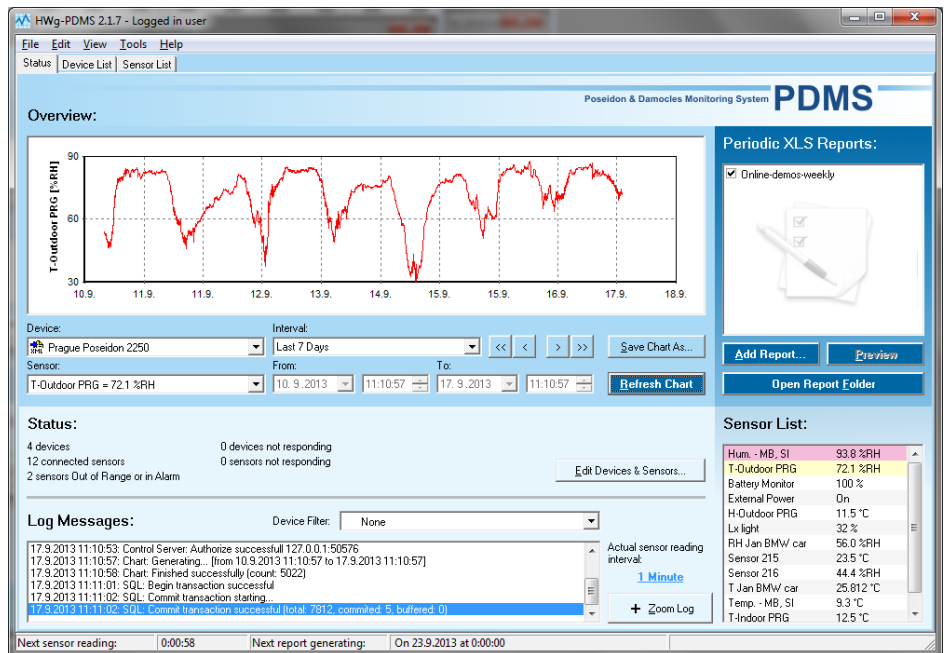 HWg-PDMS 2.1.7 - Logged in user
File Edit View Tools Help
Status Device List Sensor List
Poseidon & Damocles Monitoring System PDMS
Overview:
T-Outdoor PRG [%RH]
90
60
30
10.9. 11.9. 11.9. 12.9. 13.9. 14.9. 15.9. 15.9. 16.9. 17.9. 18.9.
Device:
Interval:
Prague Poseidon 2250
Last 7 Days
<< < > >>
Save Chart As...
Sensor:
From:
To:
T-Outdoor PRG = 72.1 %RH
10. 9.2013 11:10:57 17. 9.2013 11:10:57
Refresh Chart
Periodic XLS Reports:
Online-demos-weekly
Add Report... Preview
Open Report Folder
Status:
4 devices 0 devices not responding
12 connected sensors 0 sensors not responding
2 sensors Out of Range or in Alarm
Edit Devices & Sensors...
Log Messages:
Device Filter: None
17.9.2013 11:10:53: Control Server: Authorize successfull 127.0.0.1:50576
17.9.2013 11:10:57: Chart: Generating... [from 10.9.2013 11:10:57 to 17.9.2013 11:10:57]
17.9.2013 11:10:58: Chart: Finished successfully (count: 5022)
17.9.2013 11:11:01: SQL: Begin transaction successful
17.9.2013 11:11:02: SQL: Commit transaction starting...
17.9.2013 11:11:02: SQL: Commit transaction successful (total: 7812, commited: 5, buffered: 0)
Actual sensor reading
interval:
1 Minute
+ Zoom Log
Sensor List:
Hum. - MB, SI 93.8 %RH
T-Outdoor PRG 72.1 %RH
Battery Monitor 100 %
External Power On
H-Outdoor PRG 11.5 °C
Lx light 32 %
RH Jan BMW car 56.0 %RH
Sensor 215 23.5 °C
Sensor 216 44.4 %RH
T Jan BMW car 25.812 °C
Temp. - MB, SI 9.3 °C
T-Indoor PRG 12.5 °C
Next sensor reading: 0:00:58 Next report generating: On 23.9.2013 at 0:00:00